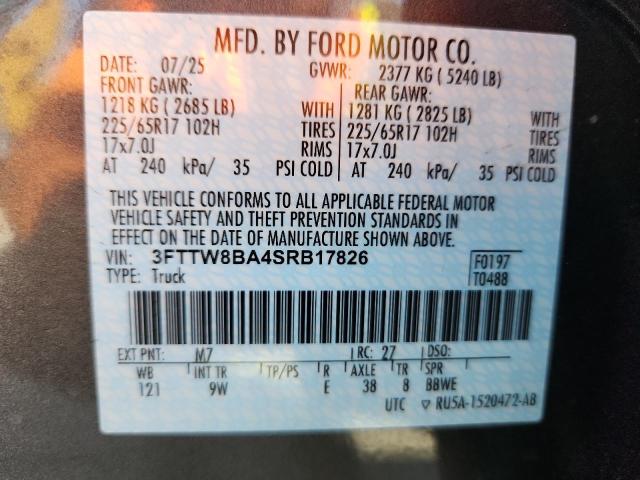 MFD. BY FORD MOTOR CO.
DATE: 07/25 GVWR: 2377 KG ( 5240 LB)
FRONT GAWR: REAR GAWR:
1218 KG ( 2685 LB) WITH 1281 KG ( 2825 LB) WITH
225/65R17 102H TIRES 225/65R17 102H TIRES
17x7.0J RIMS 17x7.0J RIMS
AT 240 kPa/ 35 PSI COLD AT 240 kPa/ 35 PSI COLD
THIS VEHICLE CONFORMS TO ALL APPLICABLE FEDERAL MOTOR
VEHICLE SAFETY AND THEFT PREVENTION STANDARDS IN
EFFECT ON THE DATE OF MANUFACTURE SHOWN ABOVE.
VIN: 3FTTW8BA4SRB17826 F0197
TYPE: Truck T0488
EXT PNT: M7 RC: 27 DSO:
WB INT TR TP/PS R AXLE TR SPR
121 9W E 38 8 BBWE
UTC ▽ RU5A-1520472-AB